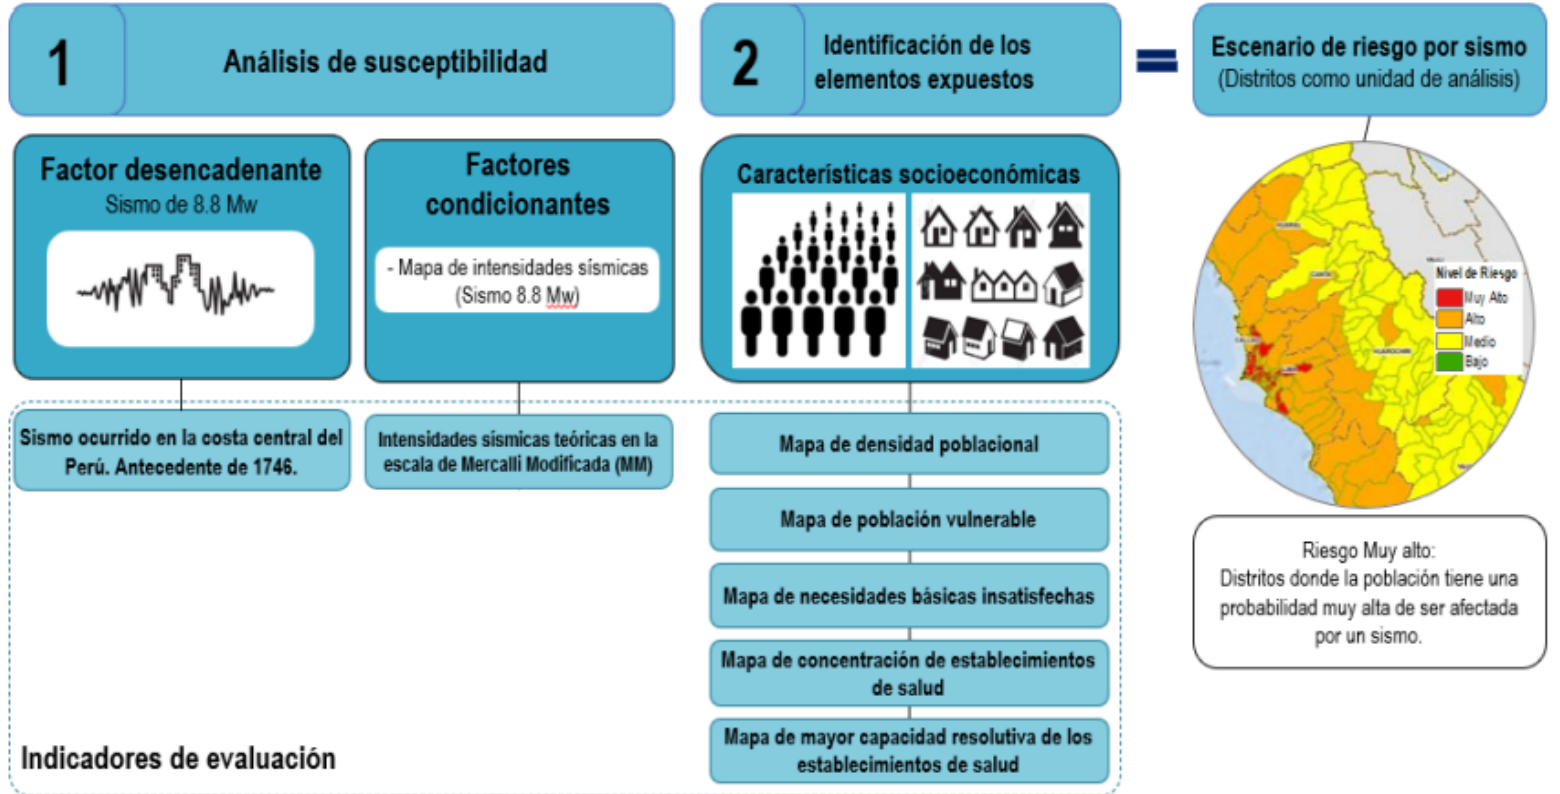 1
Análisis de susceptibilidad
2
Identificación de los
elementos expuestos
=
Escenario de riesgo por sismo
(Distritos como unidad de análisis)
Factor desencadenante
Sismo de 8.8 Mw
Factores
condicionantes
- Mapa de intensidades sísmicas
(Sismo 8.8 Mw)
Características socioeconómicas
Sismo ocurrido en la costa central del
Perú. Antecedente de 1746.
Intensidades sísmicas teóricas en la
escala de Mercalli Modificada (MM)
Mapa de densidad poblacional
Mapa de población vulnerable
Mapa de necesidades básicas insatisfechas
Mapa de concentración de establecimientos
de salud
Mapa de mayor capacidad resolutiva de los
establecimientos de salud
Indicadores de evaluación
HUARAL
CANTA
CALLAO
LIMA
HUAROCHIRI
Nivel de Riesgo
Muy Alto
Alto
Medio
Bajo
Riesgo Muy alto:
Distritos donde la población tiene una
probabilidad muy alta de ser afectada
por un sismo.